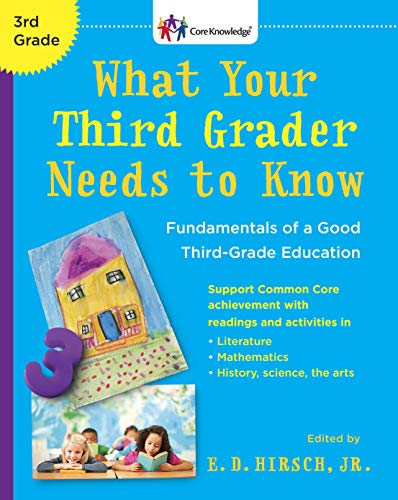 3rd
Grade
Core Knowledge®
What Your
Third Grader
Needs to Know
Fundamentals of a Good
Third-Grade Education
Support Common Core
achievement with
readings and activities in
• Literature
• Mathematics
• History, science, the arts
3
Edited by
E. D. HIRSCH, JR.